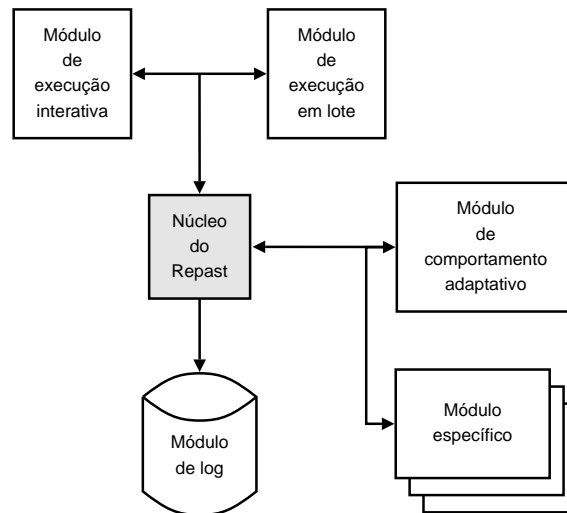 Módulo
de
execução
interativa
Módulo
de
execução
em lote
Núcleo
do
Repast
Módulo
de
comportamento
adaptativo
Módulo
de log
Módulo
específico